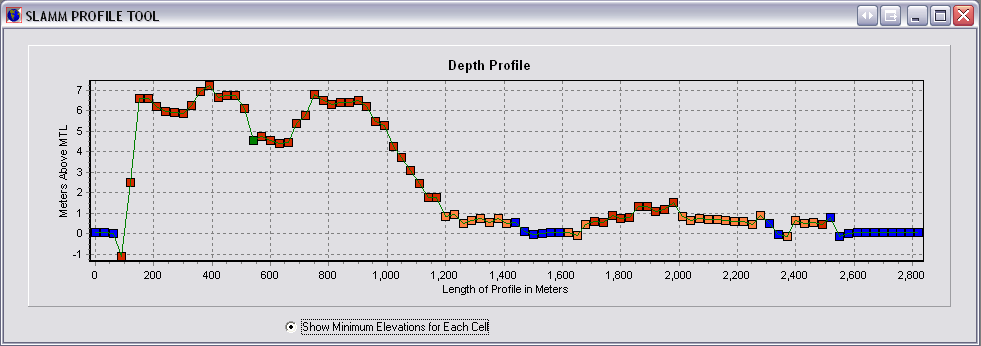 SLAMM PROFILE TOOL
Depth Profile
Meters Above MTL
7
6
5
4
3
2
1
0
-1
0 200 400 600 800 1,000 1,200 1,400 1,600 1,800 2,000 2,200 2,400 2,600 2,800
Length of Profile in Meters
Show Minimum Elevations for Each Cell